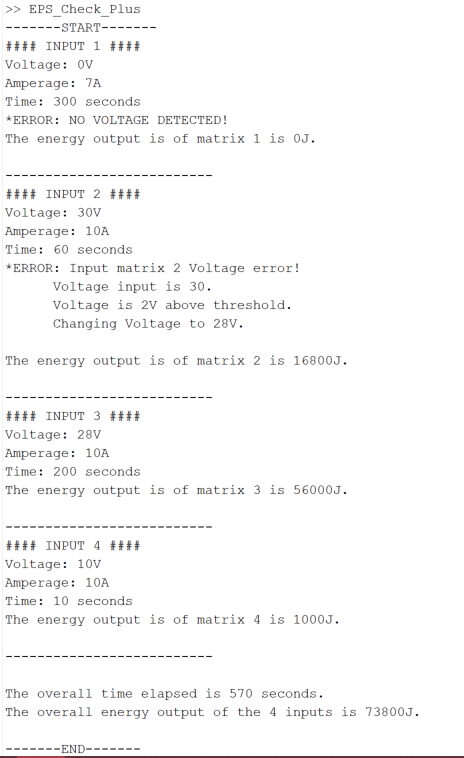 >> EPS_Check_Plus
-------START-------
#### INPUT 1 ####
Voltage: 0V
Amperage: 7A
Time: 300 seconds
*ERROR: NO VOLTAGE DETECTED!
The energy output is of matrix 1 is 0J.
--------------------------
#### INPUT 2 ####
Voltage: 30V
Amperage: 10A
Time: 60 seconds
*ERROR: Input matrix 2 Voltage error!
Voltage input is 30.
Voltage is 2V above threshold.
Changing Voltage to 28V.
The energy output is of matrix 2 is 16800J.
--------------------------
#### INPUT 3 ####
Voltage: 28V
Amperage: 10A
Time: 200 seconds
The energy output is of matrix 3 is 56000J.
--------------------------
#### INPUT 4 ####
Voltage: 10V
Amperage: 10A
Time: 10 seconds
The energy output is of matrix 4 is 1000J.
--------------------------
The overall time elapsed is 570 seconds.
The overall energy output of the 4 inputs is 73800J.
-------END-------